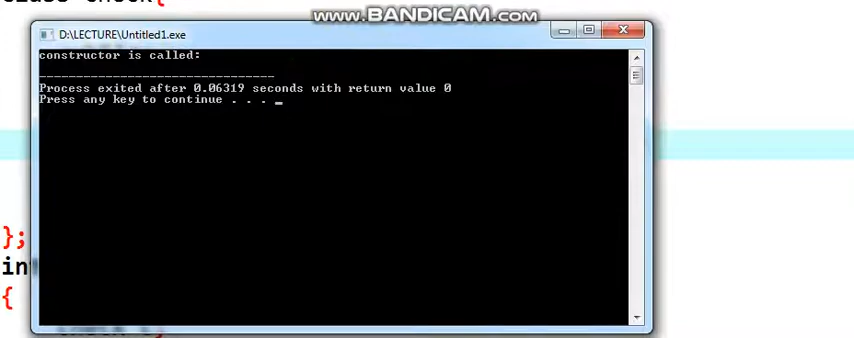 class check{
www.BANDICAM.com
D:\LECTURE\Untitled1.exe
constructor is called:
--------------------------------
Process exited after 0.06319 seconds with return value 0
Press any key to continue . . . _
};
int
{